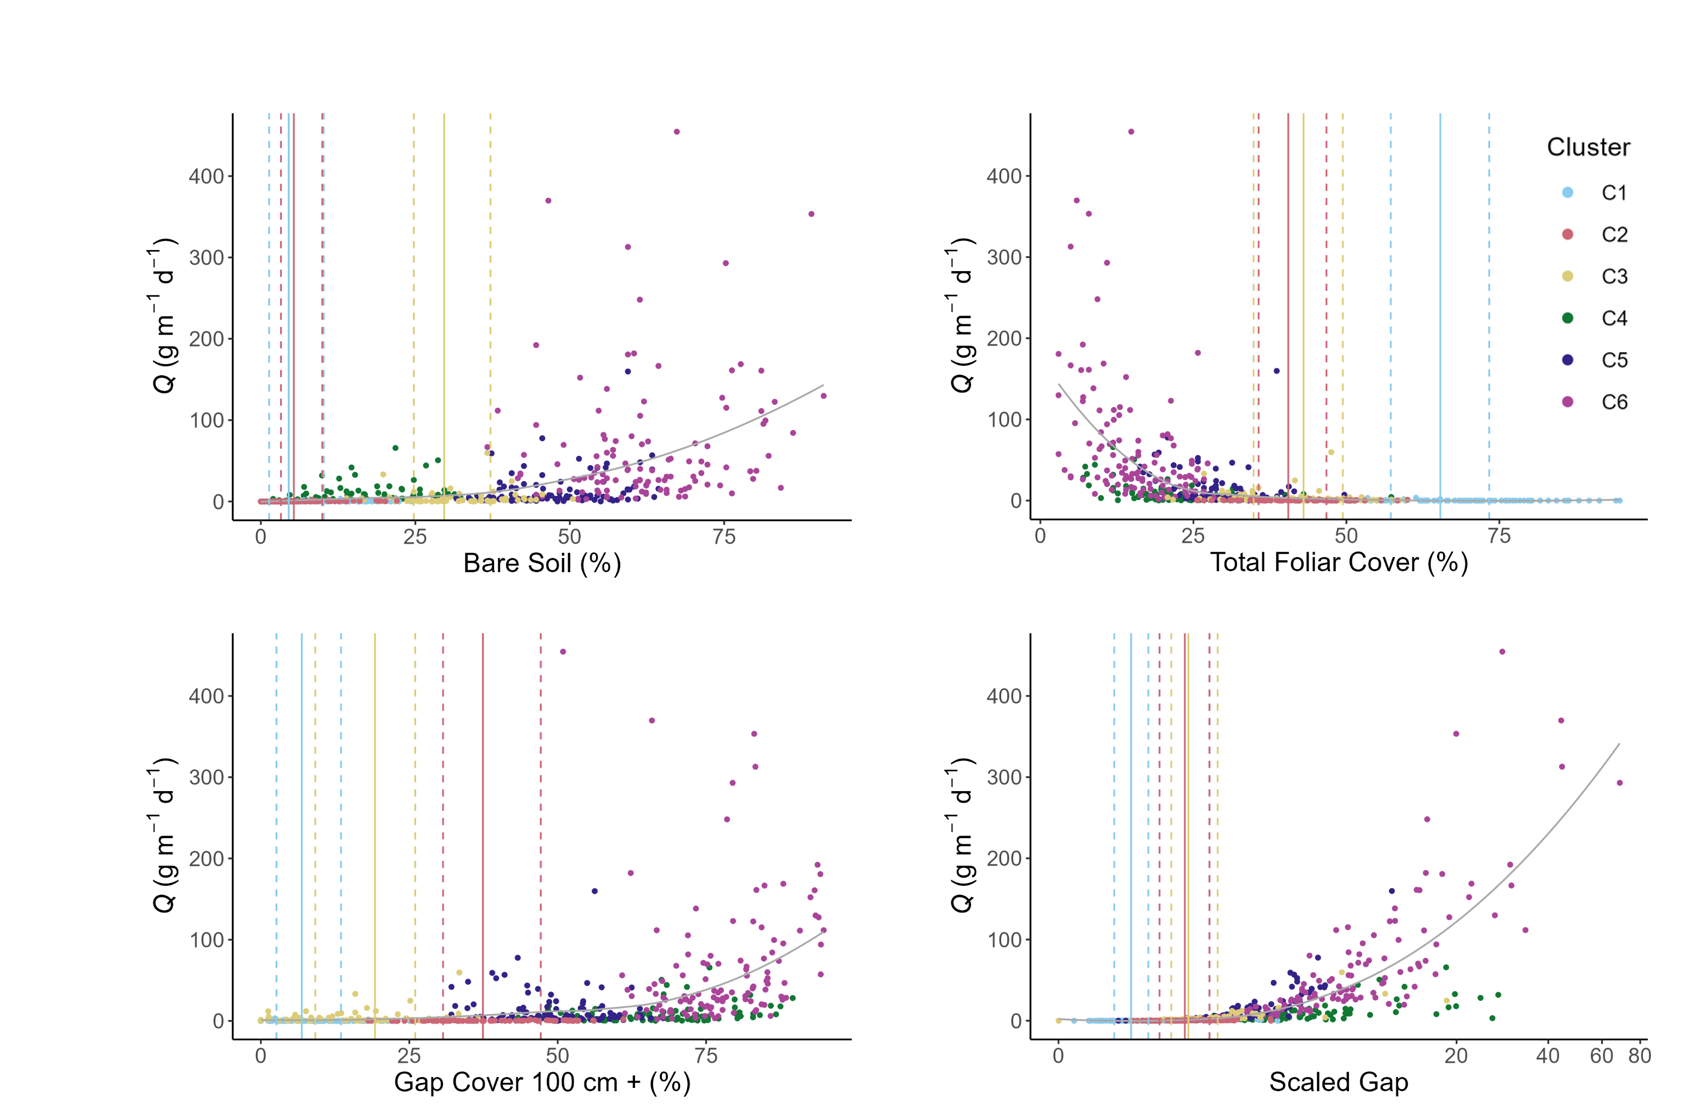 Q (g m⁻¹ d⁻¹)
400
300
200
100
0
0 25 50 75
Bare Soil (%)
Q (g m⁻¹ d⁻¹)
400
300
200
100
0
0 25 50 75
Total Foliar Cover (%)
Cluster
C1
C2
C3
C4
C5
C6
Q (g m⁻¹ d⁻¹)
400
300
200
100
0
0 25 50 75
Gap Cover 100 cm + (%)
Q (g m⁻¹ d⁻¹)
400
300
200
100
0
0 20 40 60 80
Scaled Gap